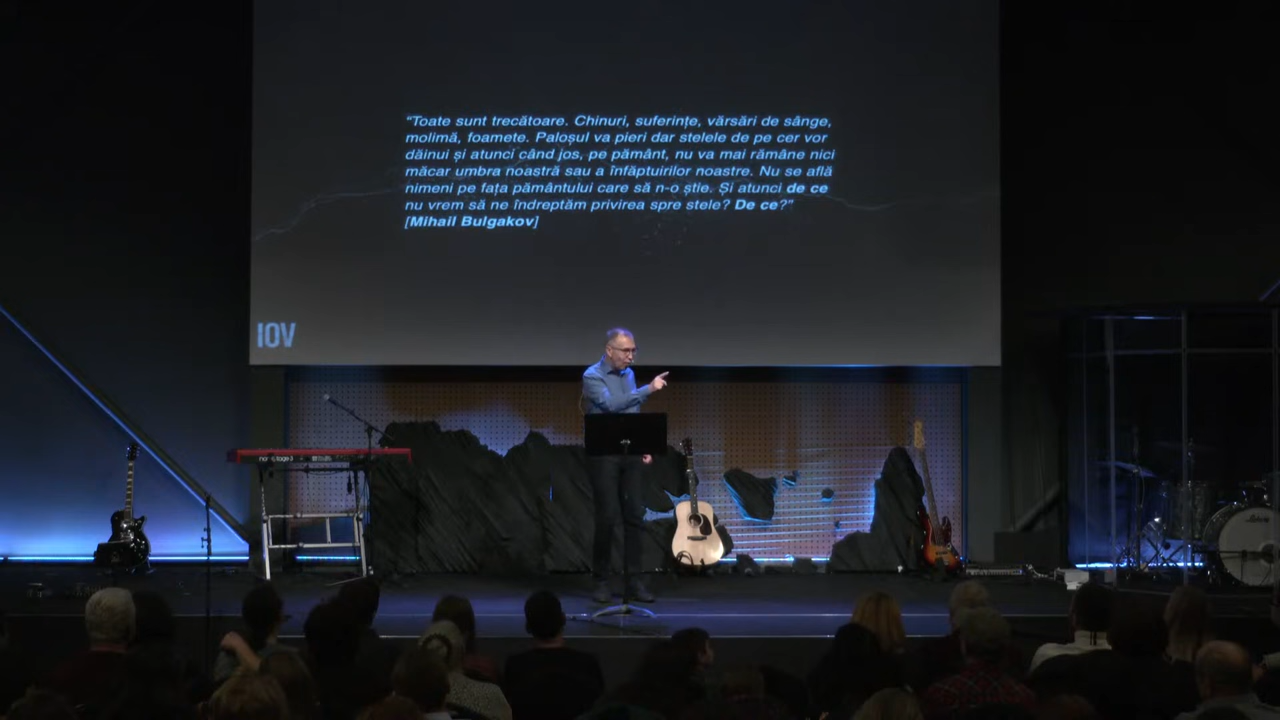 "Toate sunt trecătoare. Chinuri, suferințe, vărsări de sânge,
molimă, foamete. Paloșul va pieri dar stelele de pe cer vor
dăinui și atunci când jos, pe pământ, nu va mai rămâne nici
măcar umbra noastră sau a înfăptuirilor noastre. Nu se află
nimeni pe fața pământului care să n-o știe. Și atunci de ce
nu vrem să ne îndreptăm privirea spre stele? De ce?"
[Mihail Bulgakov]
IOV